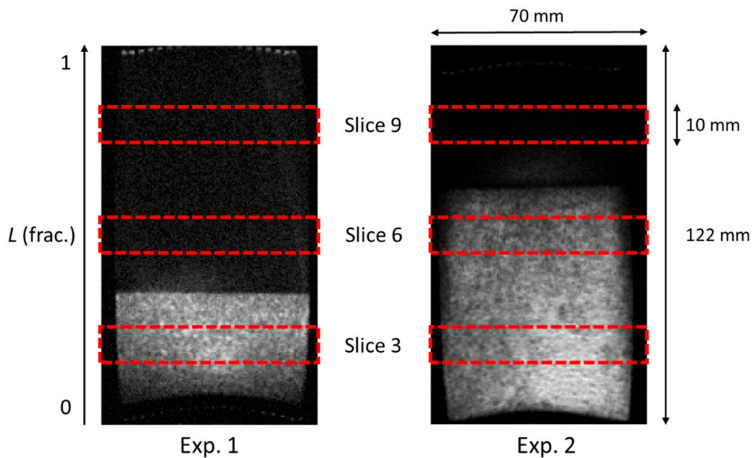 70 mm
1
Slice 9
10 mm
L (frac.)
Slice 6
122 mm
Slice 3
0
Exp. 1
Exp. 2